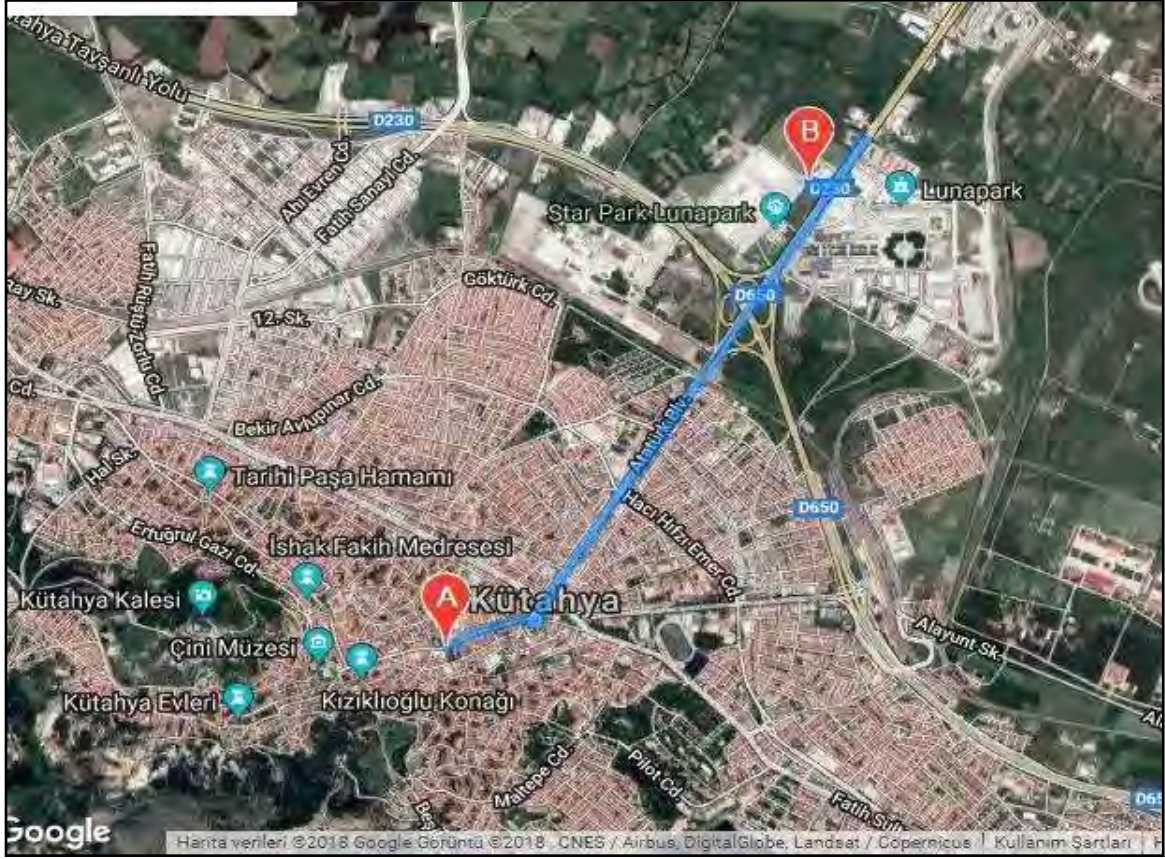 Kütahya Tavşanlı Yolu
D230
Ahi Evren Cd.
Fatih Sanayi Cd.
B
D230
Lunapark
Star Park Lunapark
Fatih Rüştü Zorlu Cd.
Göktürk Cd.
D650
12. Sk.
Sk.
Cd.
Bekir Avlupınar Cd.
Atatürk Blv.
Hal Sk.
Tarihi Paşa Hamamı
Hacı Hıfzı Emer Cd.
D650
Ertuğrul Gazi Cd.
İshak Fakih Medresesi
Kütahya Kalesi
A
Kütahya
Çini Müzesi
Alayunt Sk.
Kütahya Evleri
Kızıklıoğlu Konağı
Maltepe Cd.
Pilot Cd.
Fatih
Google
Harita verileri ©2018 Google Görüntü ©2018 CNES / Airbus, DigitalGlobe, Landsat / Copernicus
Kullanım Şartları